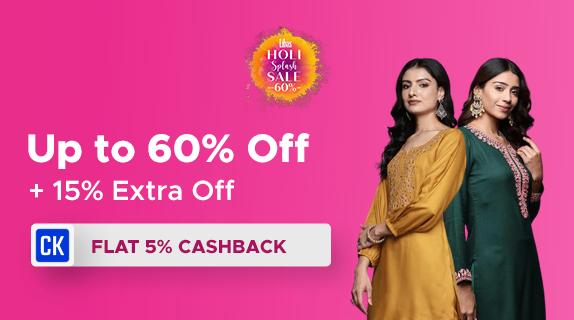 Libas
HOLI
Splash
SALE
-60%-
Up to 60% Off
+ 15% Extra Off
CK
FLAT 5% CASHBACK